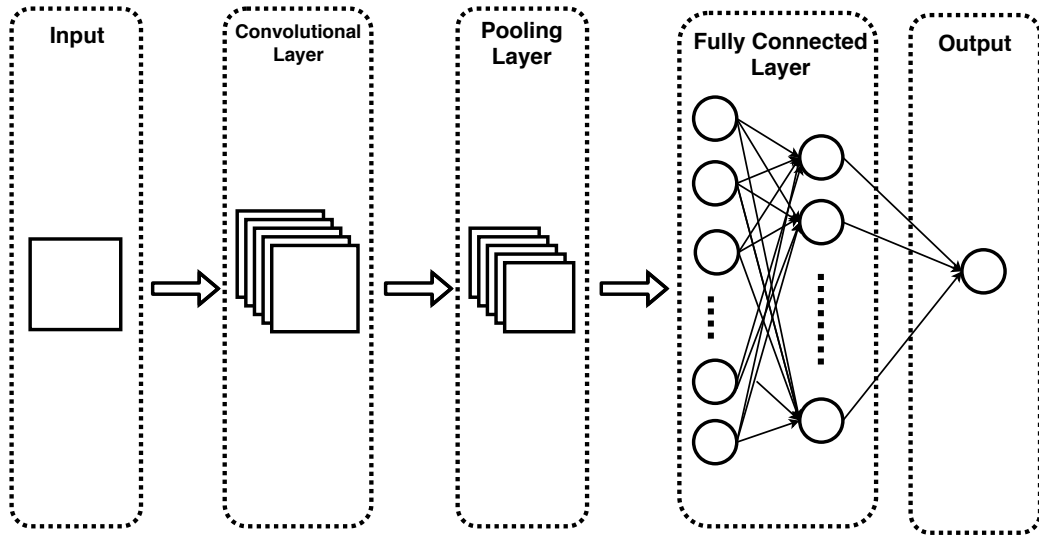 Input
Convolutional
Layer
Pooling
Layer
Fully Connected
Layer
Output